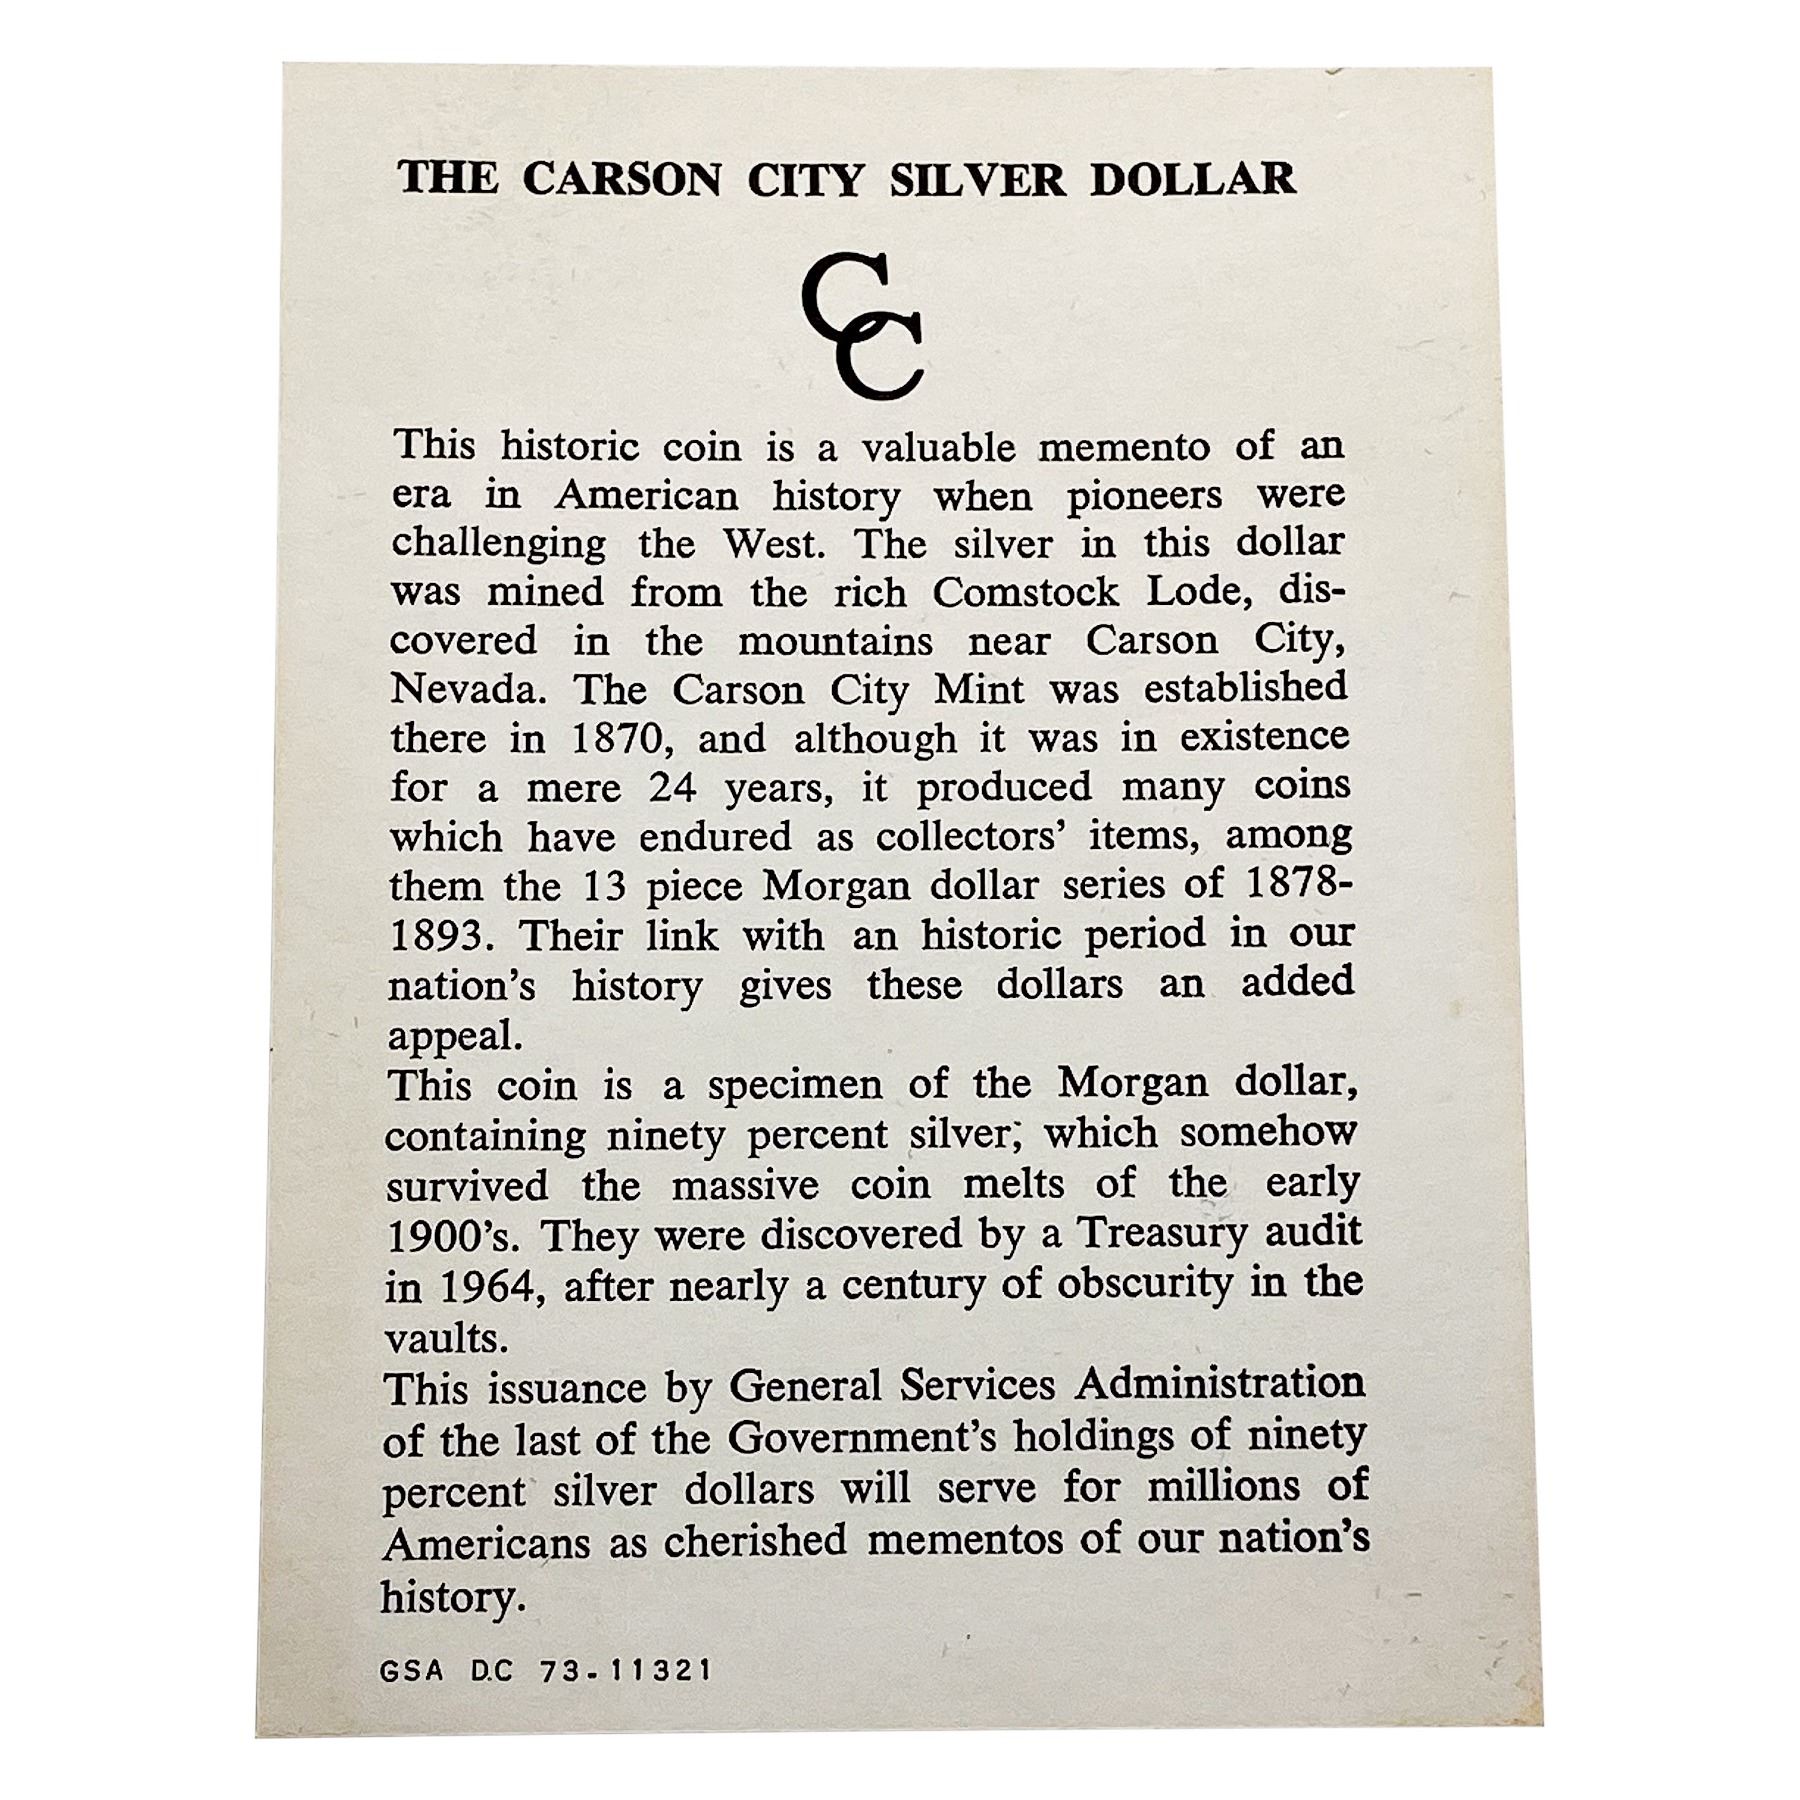 THE CARSON CITY SILVER DOLLAR
CC
This historic coin is a valuable memento of an
era in American history when pioneers were
challenging the West. The silver in this dollar
was mined from the rich Comstock Lode, dis-
covered in the mountains near Carson City,
Nevada. The Carson City Mint was established
there in 1870, and although it was in existence
for a mere 24 years, it produced many coins
which have endured as collectors' items, among
them the 13 piece Morgan dollar series of 1878-
1893. Their link with an historic period in our
nation's history gives these dollars an added
appeal.
This coin is a specimen of the Morgan dollar,
containing ninety percent silver; which somehow
survived the massive coin melts of the early
1900's. They were discovered by a Treasury audit
in 1964, after nearly a century of obscurity in the
vaults.
This issuance by General Services Administration
of the last of the Government's holdings of ninety
percent silver dollars will serve for millions of
Americans as cherished mementos of our nation's
history.
GSA D.C 73-11321